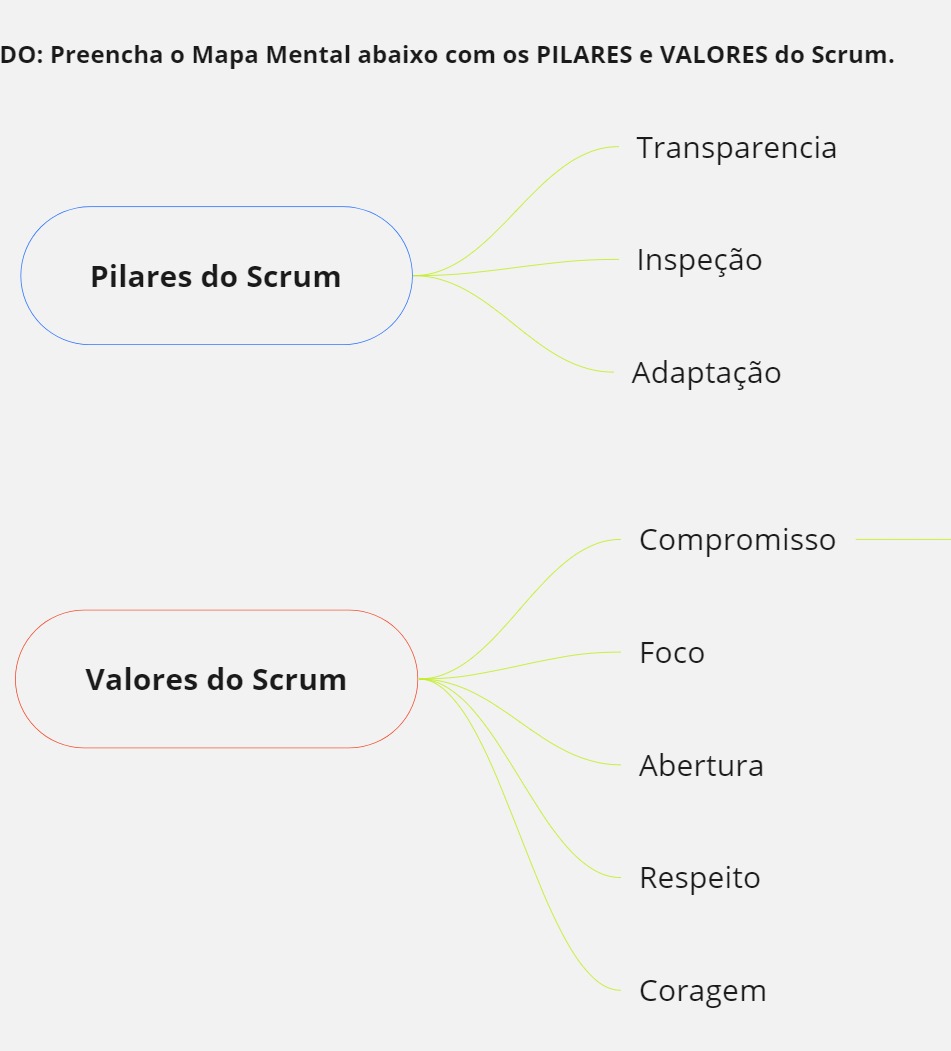 DO: Preencha o Mapa Mental abaixo com os PILARES e VALORES do Scrum.
Pilares do Scrum
Transparencia
Inspeção
Adaptação
Valores do Scrum
Compromisso
Foco
Abertura
Respeito
Coragem